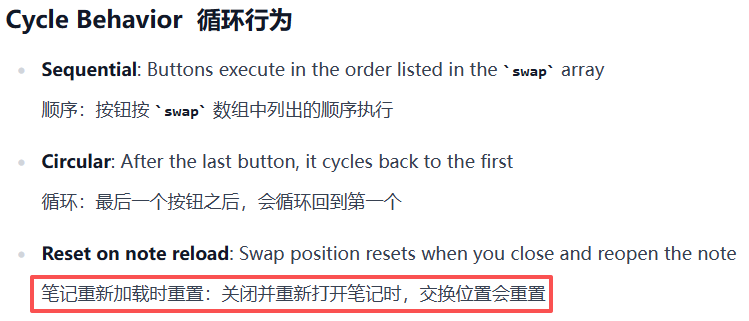 Cycle Behavior 循环行为
Sequential: Buttons execute in the order listed in the `swap` array
顺序：按钮按 `swap` 数组中列出的顺序执行
Circular: After the last button, it cycles back to the first
循环：最后一个按钮之后，会循环回到第一个
Reset on note reload: Swap position resets when you close and reopen the note
笔记重新加载时重置：关闭并重新打开笔记时，交换位置会重置